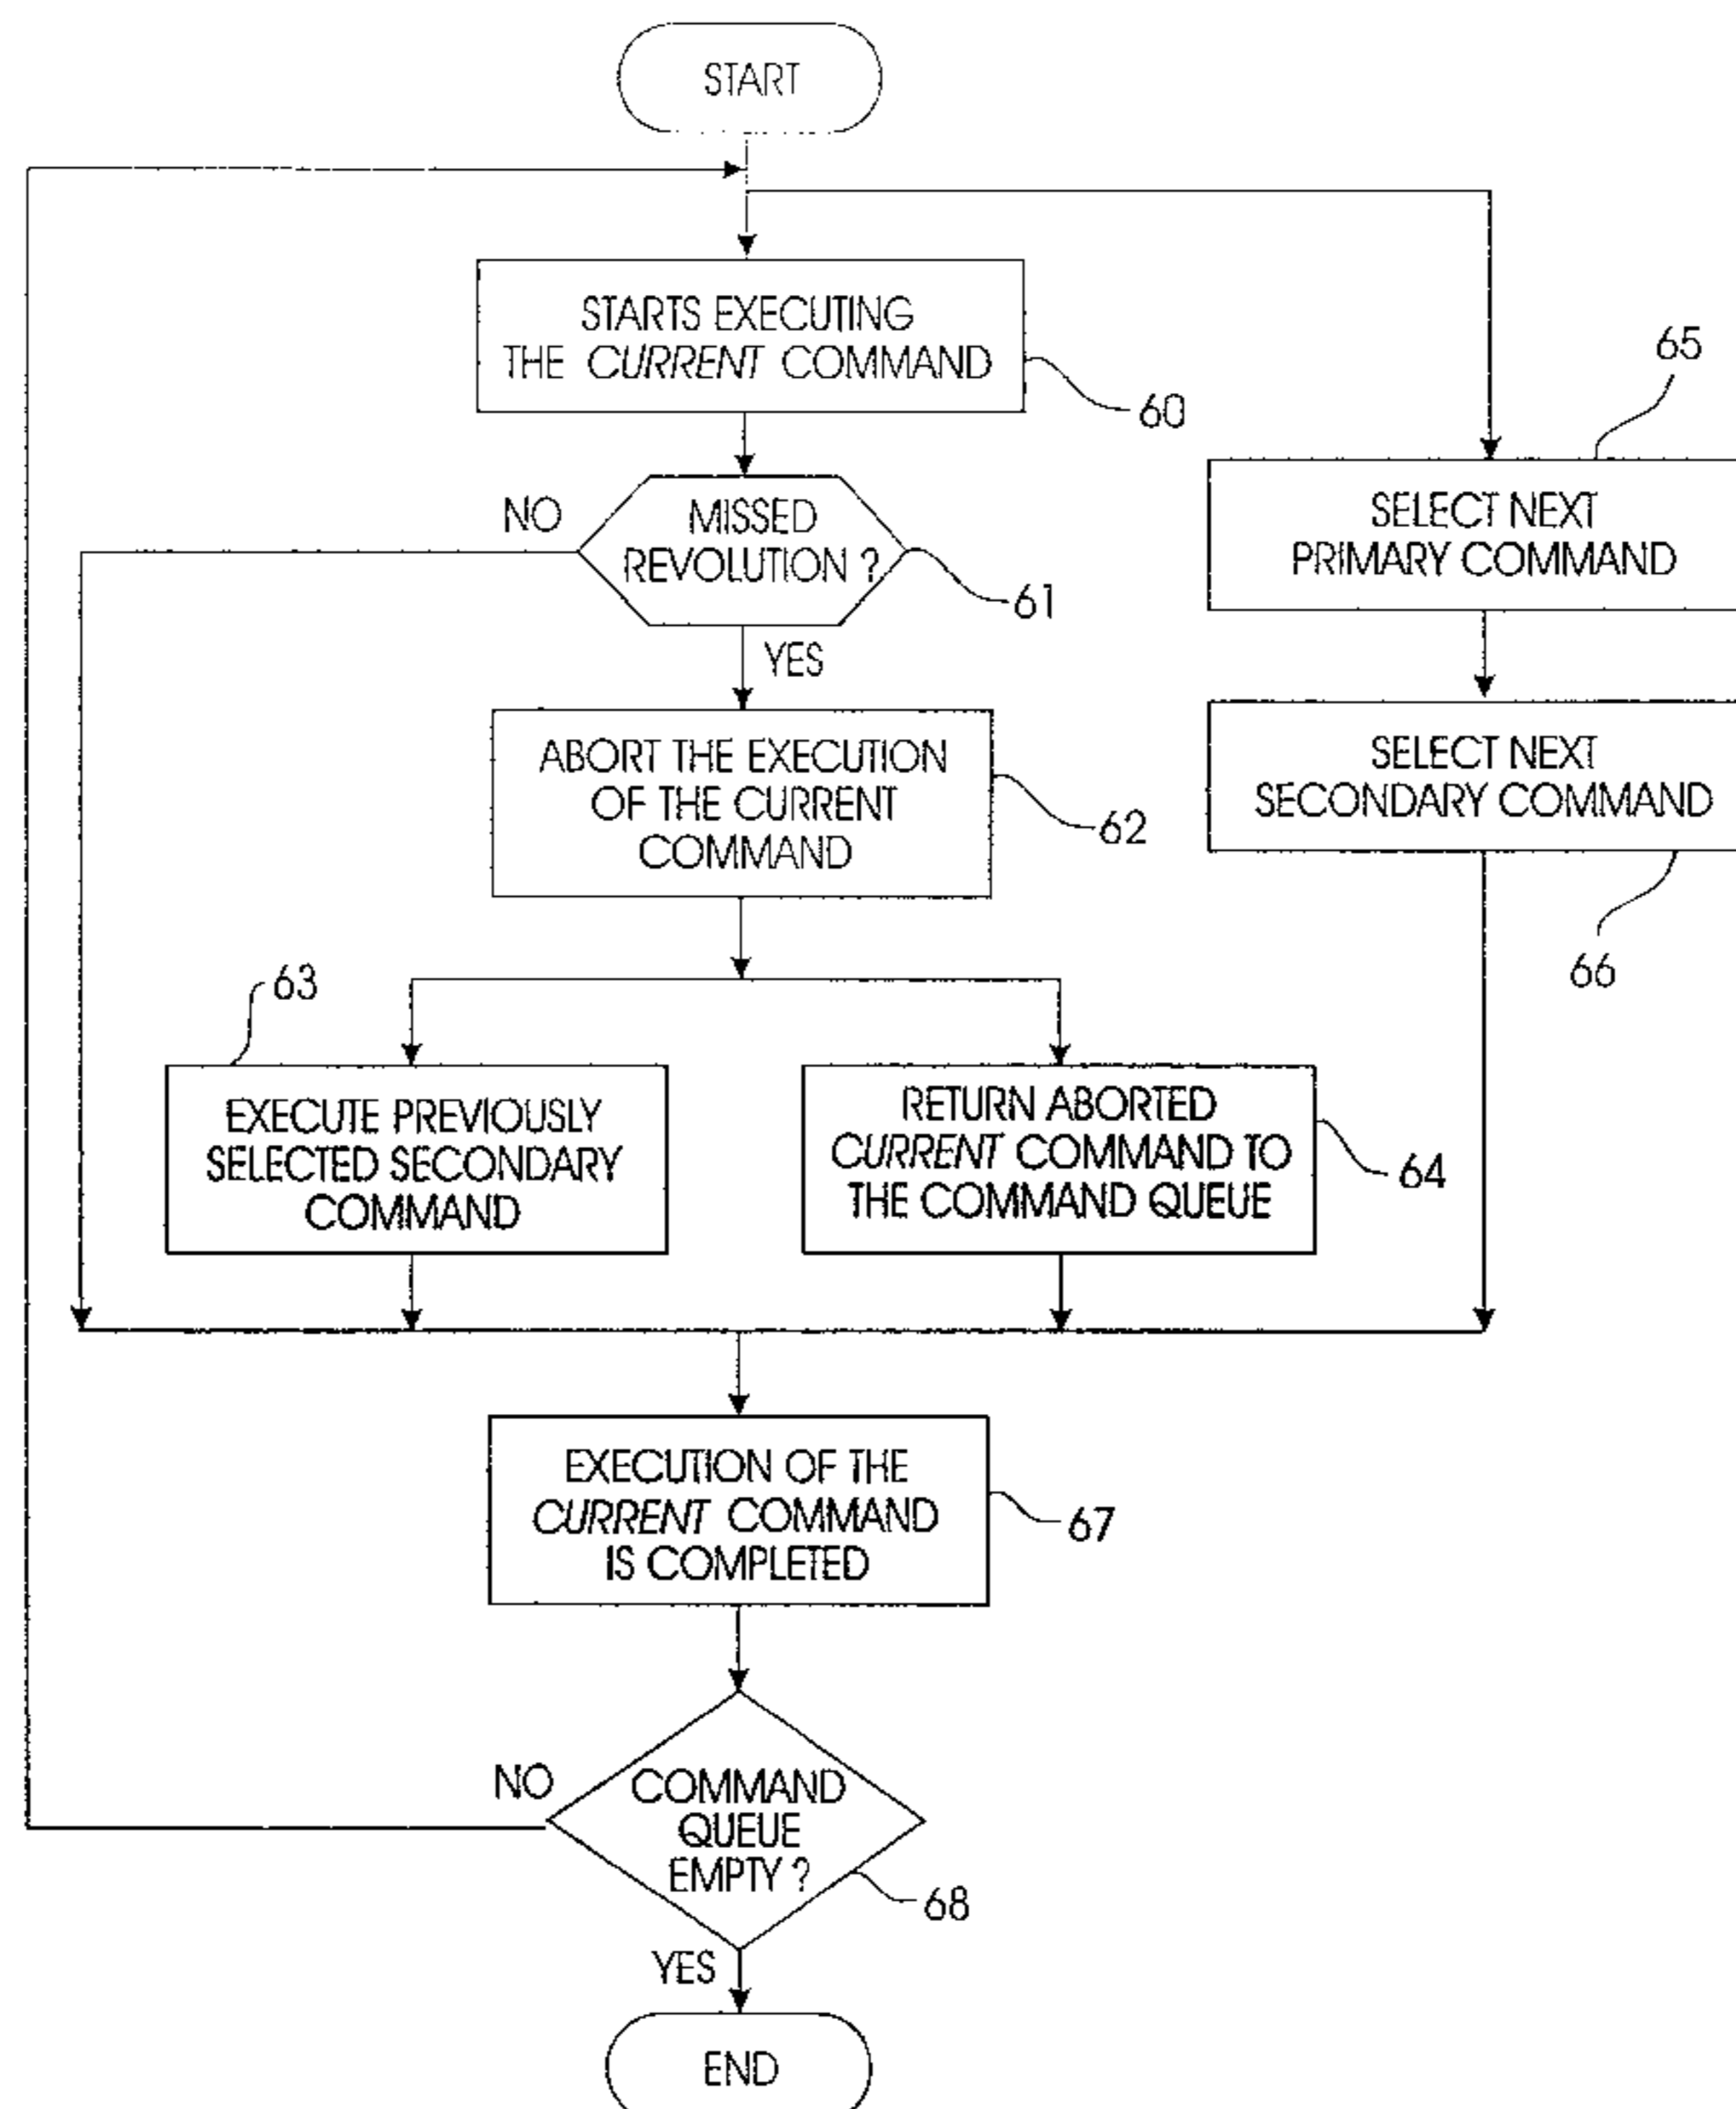 START
STARTS EXECUTING
THE CURRENT COMMAND
60
65
NO
MISSED
REVOLUTION ?
61
SELECT NEXT
PRIMARY COMMAND
YES
ABORT THE EXECUTION
OF THE CURRENT
COMMAND
62
SELECT NEXT
SECONDARY COMMAND
66
63
EXECUTE PREVIOUSLY
SELECTED SECONDARY
COMMAND
RETURN ABORTED
CURRENT COMMAND TO
THE COMMAND QUEUE
64
EXECUTION OF THE
CURRENT COMMAND
IS COMPLETED
67
NO
COMMAND
QUEUE
EMPTY ?
68
YES
END